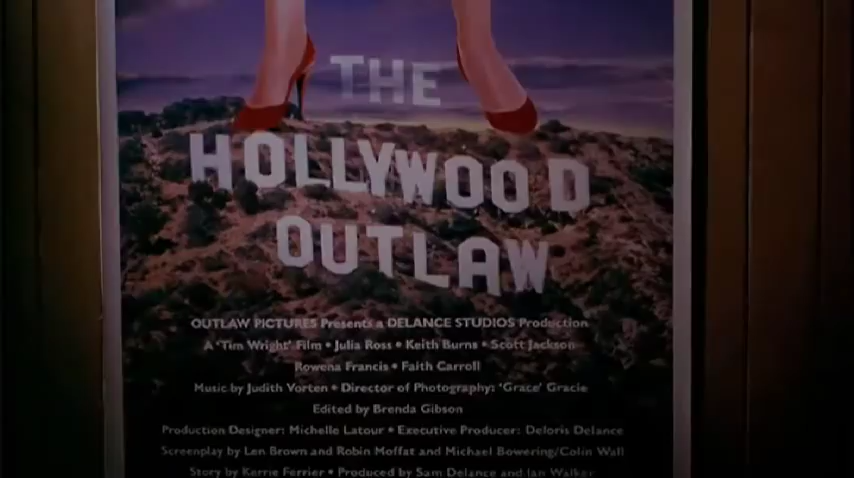 THE
HOLLYWOOD
OUTLAW
OUTLAW PICTURES Presents a DELANCE STUDIOS Production
A 'Tim Wright' Film • Julia Ross • Keith Burns • Scott Jackson
Rowena Francis • Faith Carroll
Music by Judith Vorten • Director of Photography: 'Grace' Gracie
Edited by Brenda Gibson
Production Designer: Michelle Latour • Executive Producer: Deloris Delance
Screenplay by Len Brown and Robin Moffat and Michael Bowering/Colin Wall
Story by Kerrie Ferrier • Produced by Sam Delance and Ian Walker